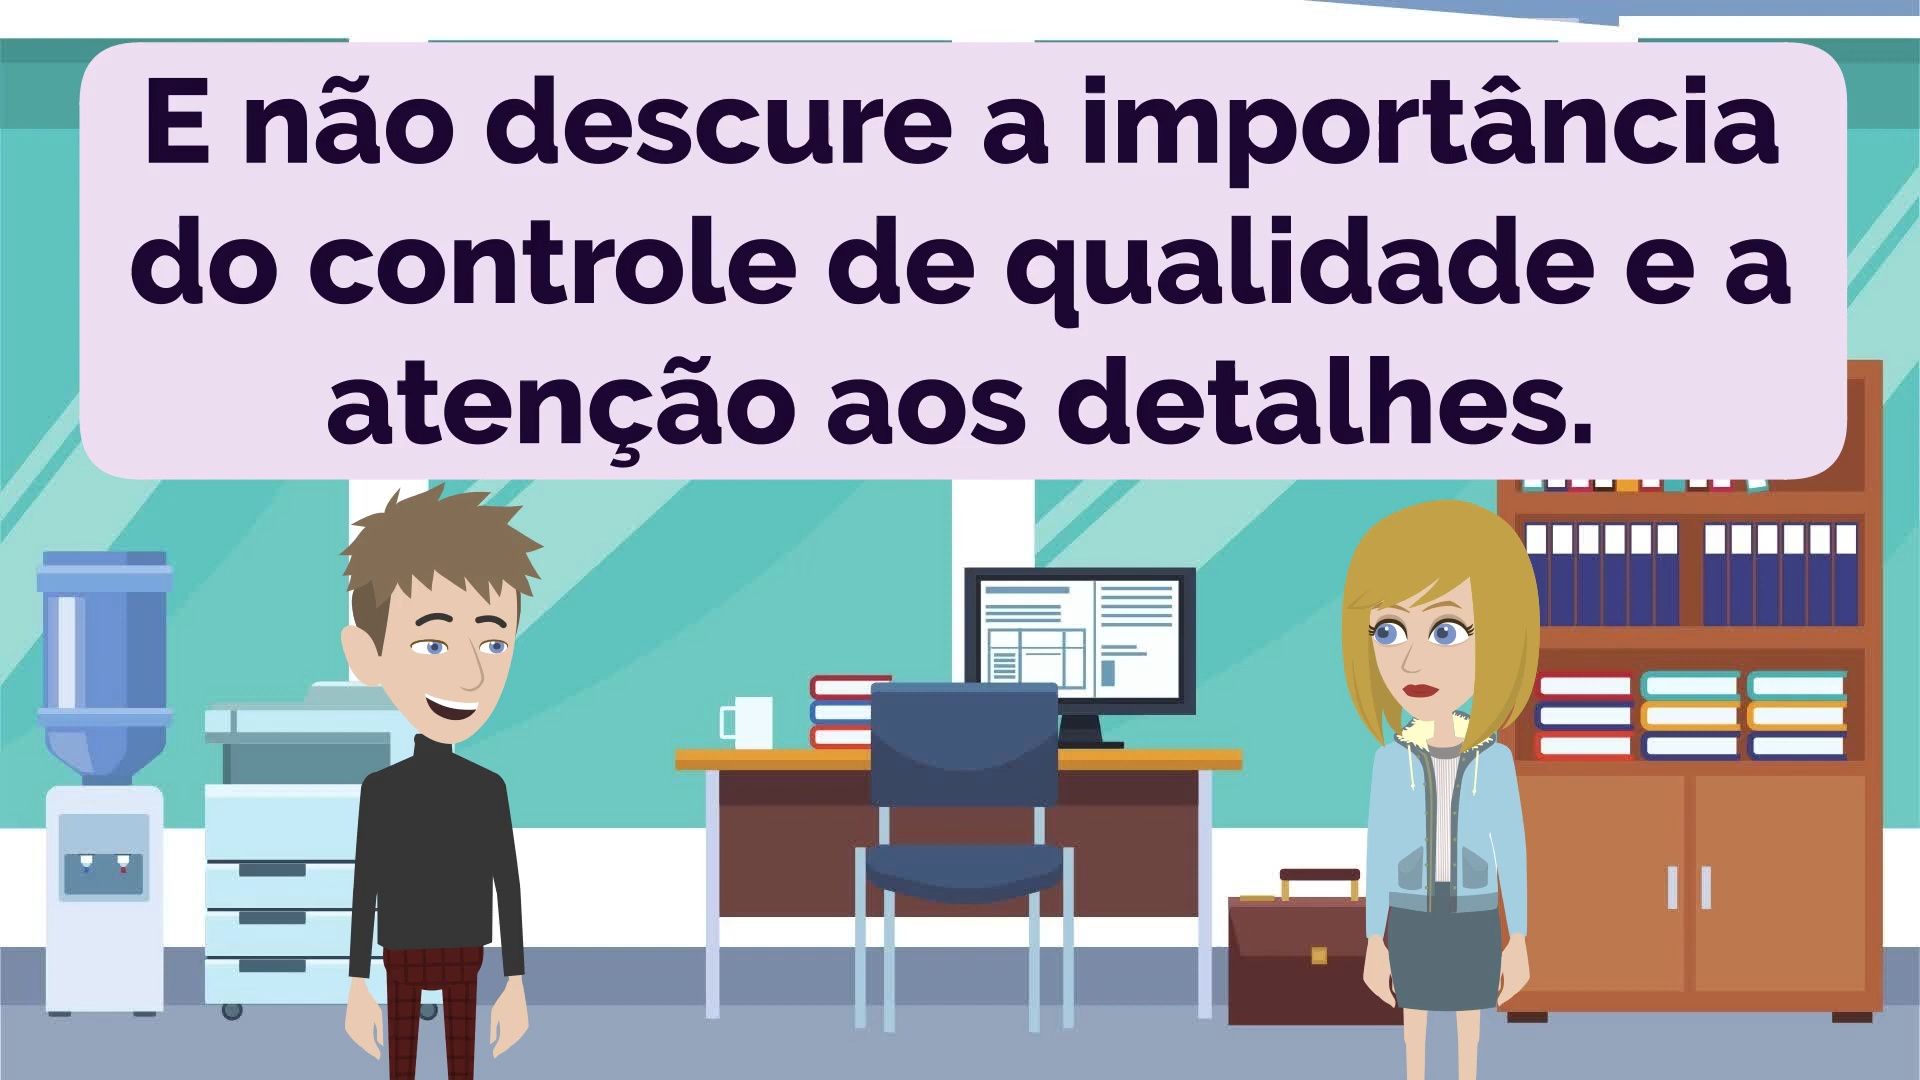 E não descure a importância
do controle de qualidade e a
atenção aos detalhes.